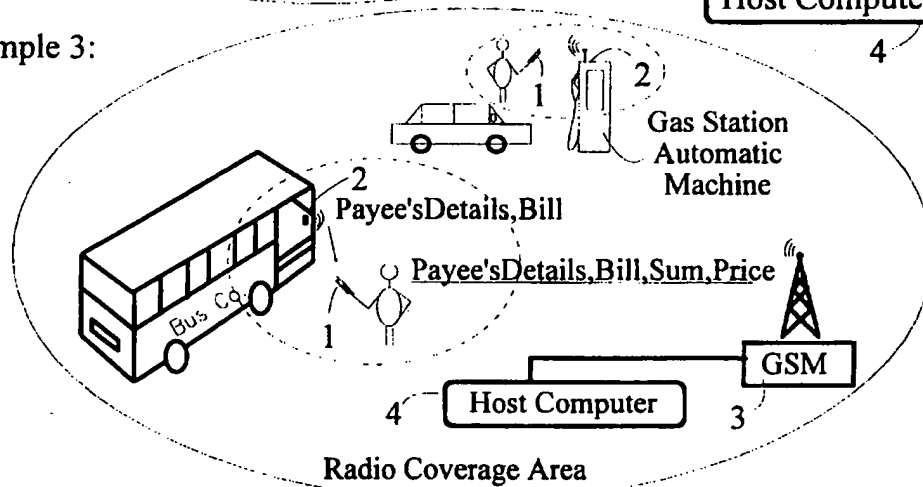 Host Compute
4
mple 3:
1
2
Gas Station
Automatic
Machine
2
Payee'sDetails,Bill
Payee'sDetails,Bill,Sum,Price
Bus Co.
1
GSM
3
4
Host Computer
Radio Coverage Area